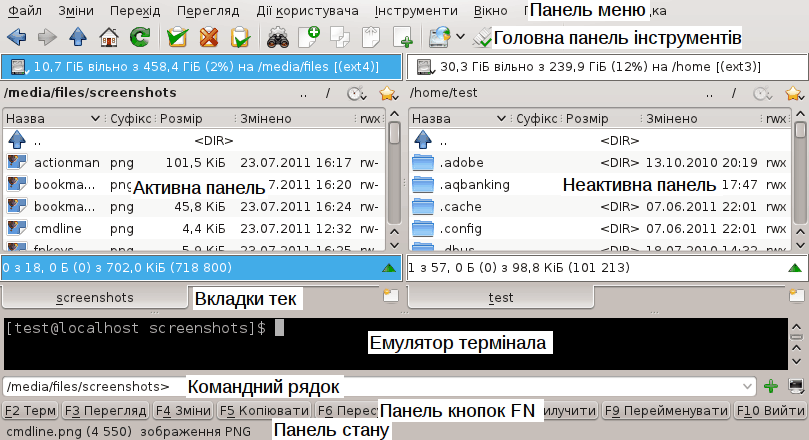 Файл Зміни Перехід Перегляд Дії користувача Інструменти Вікно Панель меню
Головна панель інструментів
10,7 ГіБ вільно з 458,4 ГіБ (2%) на /media/files [(ext4)] 30,3 ГіБ вільно з 239,9 ГіБ (12%) на /home [(ext3)]
/media/files/screenshots .. / /home/test .. /
Назва Суфікс Розмір Змінено rwx Назва Суфікс Розмір Змінено rwx
.. <DIR> .. <DIR>
actionman png 101,5 КіБ 23.07.2011 16:17 rw- .adobe <DIR> 13.10.2010 20:19 rwx
bookma... png Активна панель 7.2011 16:20 rw- .aqbanking Неактивна панель 17:47 rwx
bookma... png 45,8 КіБ 23.07.2011 16:24 rw- .cache <DIR> 07.06.2011 22:01 rwx
cmdline png 4,4 КіБ 23.07.2011 12:32 rw- .config <DIR> 07.06.2011 22:01 rwx
fnkeys png 5,9 КіБ 23.07.2011 16:25 rw- .dbus <DIR> 18.07.2010 14:32 rwx
0 з 18, 0 Б (0) з 702,0 КіБ (718 800) 1 з 57, 0 Б (0) з 98,8 КіБ (101 213)
screenshots Вкладки тек test
[test@localhost screenshots]$
Емулятор термінала
/media/files/screenshots> Командний рядок
F2 Терм F3 Перегляд F4 Зміни F5 Копіювати F6 Перес Панель кнопок FN илучити F9 Перейменувати F10 Вийти
cmdline.png (4 550) зображення PNG Панель стану